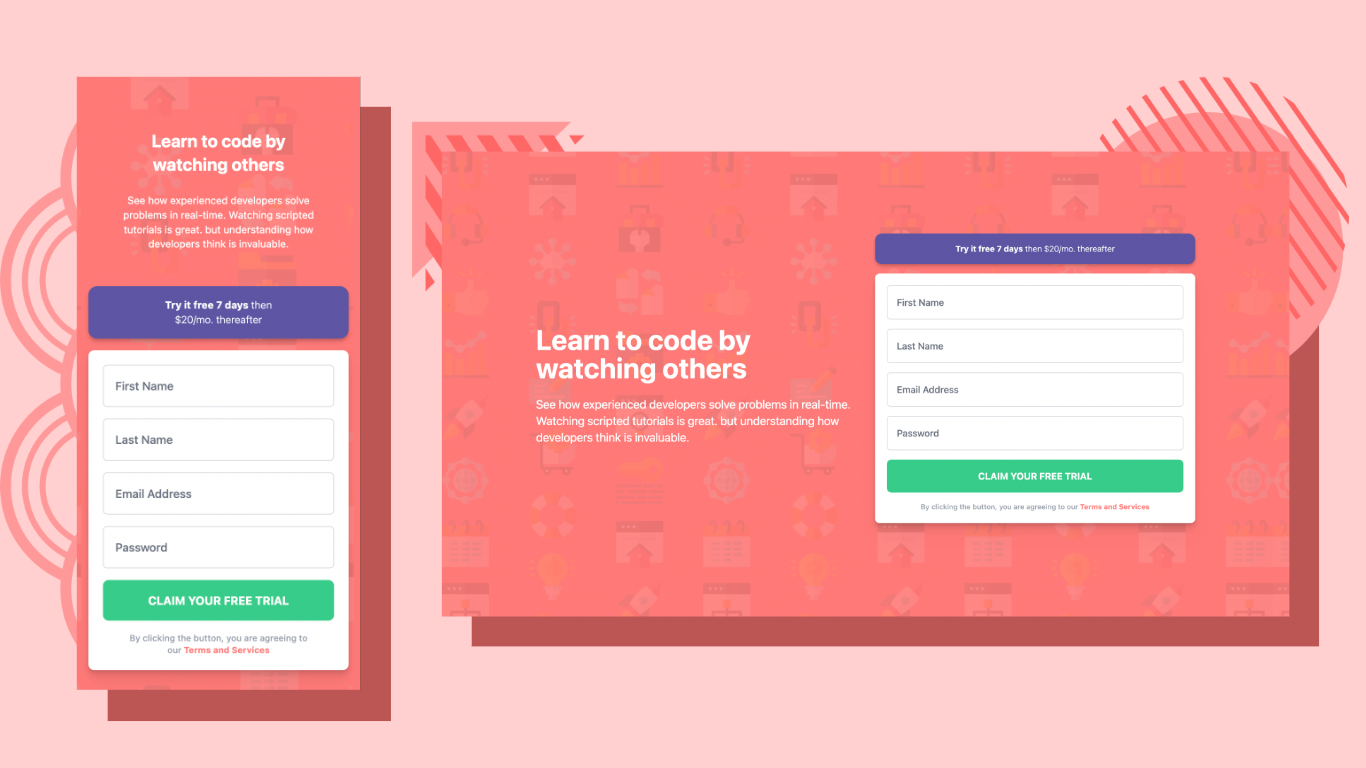 Learn to code by
watching others
See how experienced developers solve
problems in real-time. Watching scripted
tutorials is great. but understanding how
developers think is invaluable.
Try it free 7 days then
$20/mo. thereafter
First Name
Last Name
Email Address
Password
CLAIM YOUR FREE TRIAL
By clicking the button, you are agreeing to
our Terms and Services
Learn to code by
watching others
See how experienced developers solve problems in real-time.
Watching scripted tutorials is great. but understanding how
developers think is invaluable.
Try it free 7 days then $20/mo. thereafter
First Name
Last Name
Email Address
Password
CLAIM YOUR FREE TRIAL
By clicking the button, you are agreeing to our Terms and Services